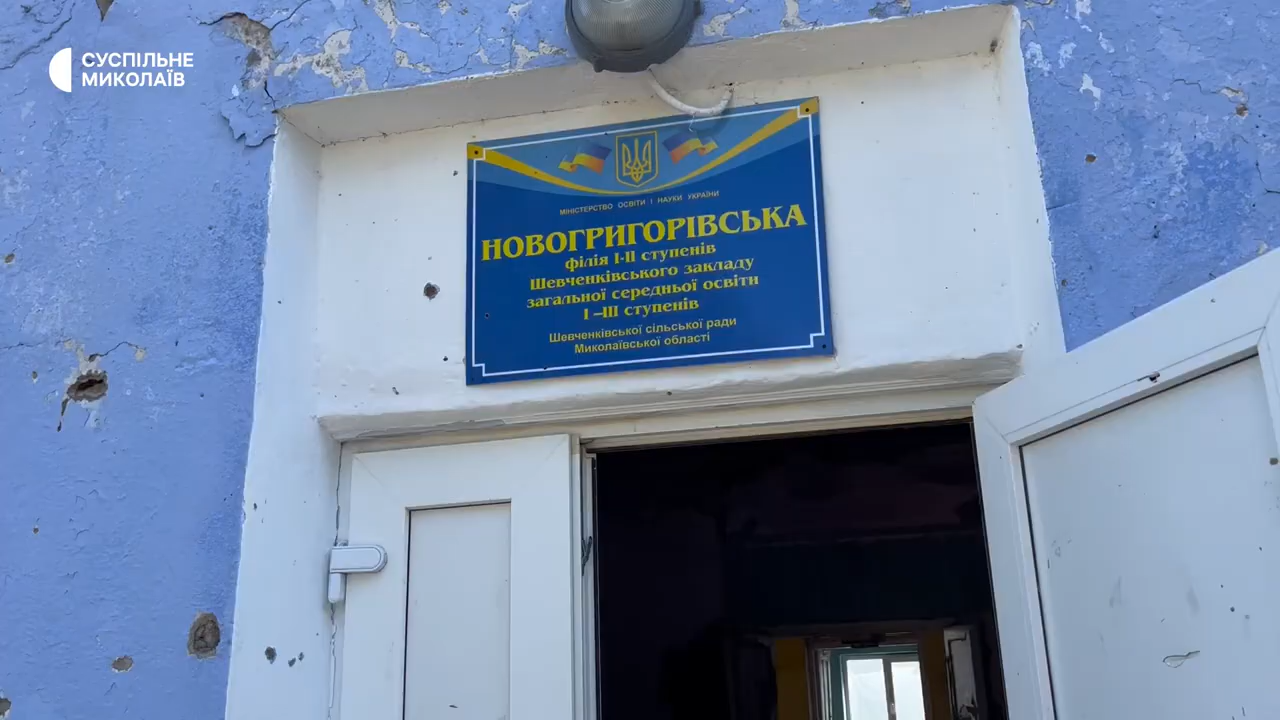 СУСПІЛЬНЕ
МИКОЛАЇВ
МІНІСТЕРСТВО ОСВІТИ І НАУКИ УКРАЇНИ
НОВОГРИГОРІВСЬКА
філія І-ІІ ступенів
Шевченківського закладу
загальної середньої освіти
І –ІІІ ступенів
Шевченківської сільської ради
Миколаївської області